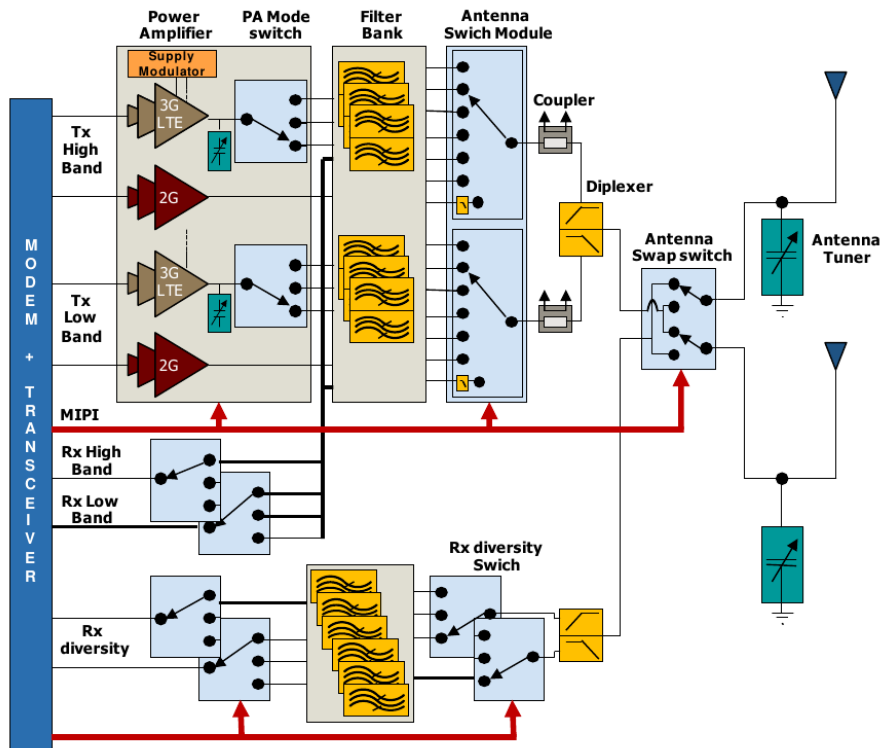 Power
Amplifier
PA Mode
switch
Filter
Bank
Antenna
Swich Module
Supply
Modulator
3G
LTE
Tx
High
Band
2G
Coupler
Diplexer
Antenna
Swap switch
Antenna
Tuner
3G
LTE
Tx
Low
Band
2G
MODEM + TRANSCEIVER
MIPI
Rx High
Band
Rx Low
Band
Rx diversity
Swich
Rx
diversity